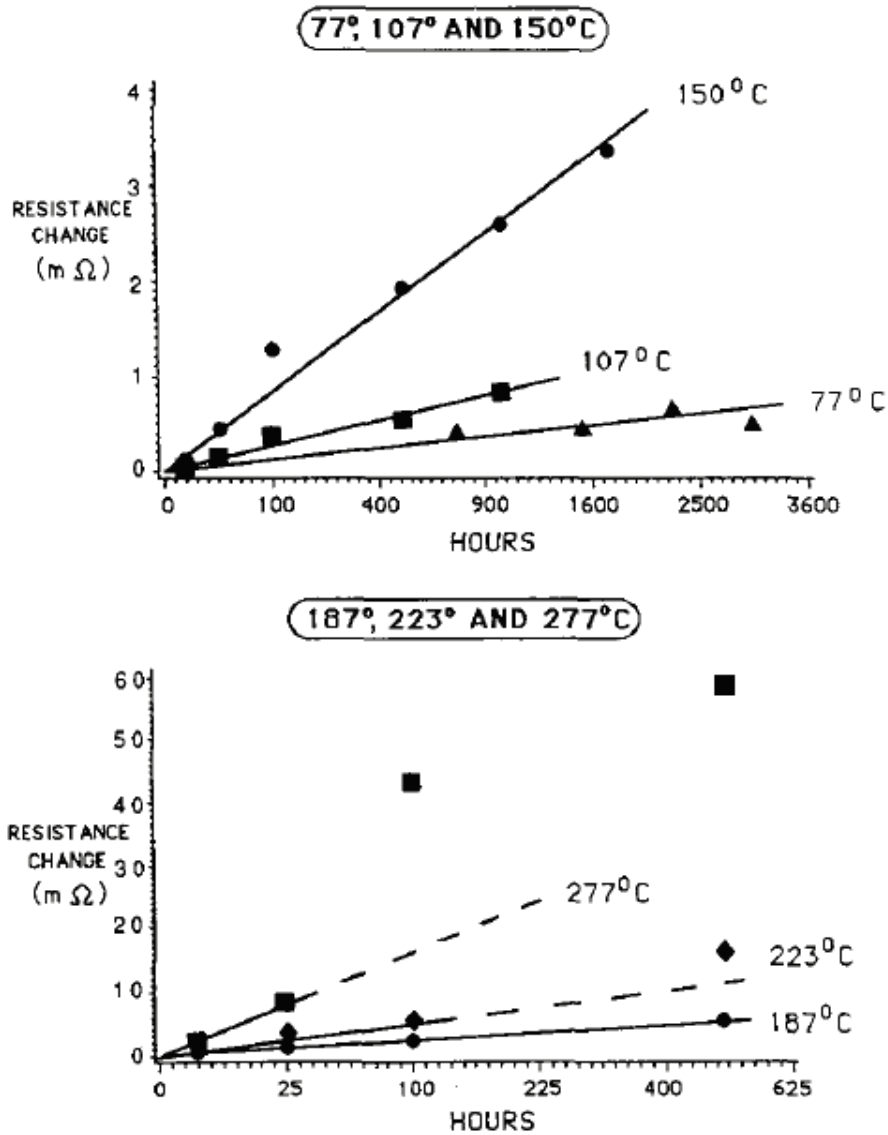 77°, 107° AND 150°C
4
150°C
3
RESISTANCE
CHANGE
(mΩ)
2
107°C
1
77°C
0
0 100 400 900 1600 2500 3600
HOURS
187°, 223° AND 277°C
60
50
40
RESISTANCE
CHANGE
(mΩ)
30
277°C
20
223°C
10
187°C
0
0 25 100 225 400 625
HOURS